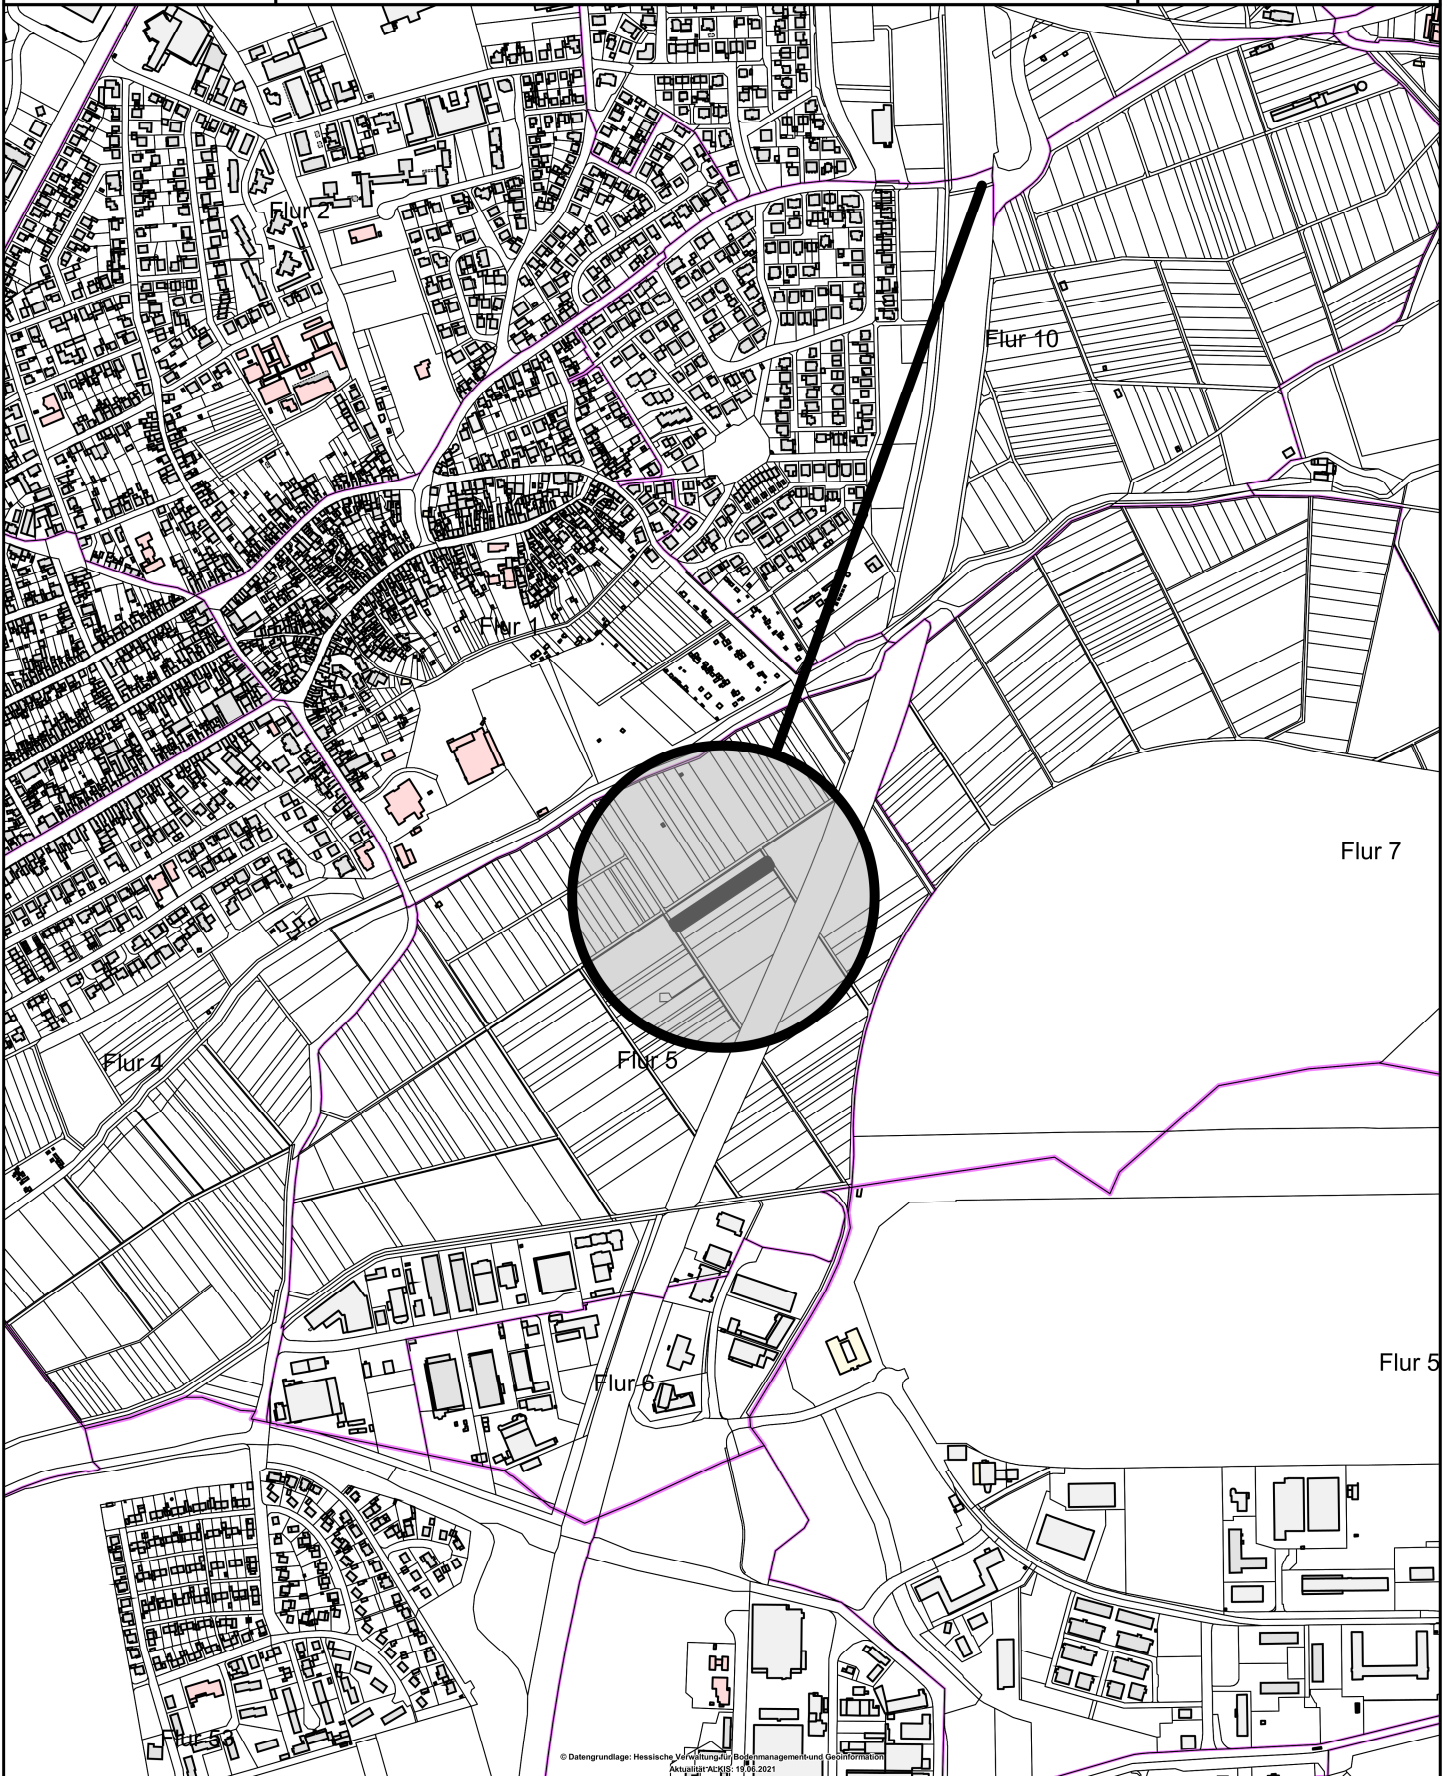 Flur 2
Flur 10
Flur 1
Flur 7
Flur 5
Flur 4
Flur 5
Flur 6
Flur 53
© Datengrundlage: Hessische Verwaltung für Bodenmanagement und Geoinformation
Aktualität ALKIS: 19.06.2021